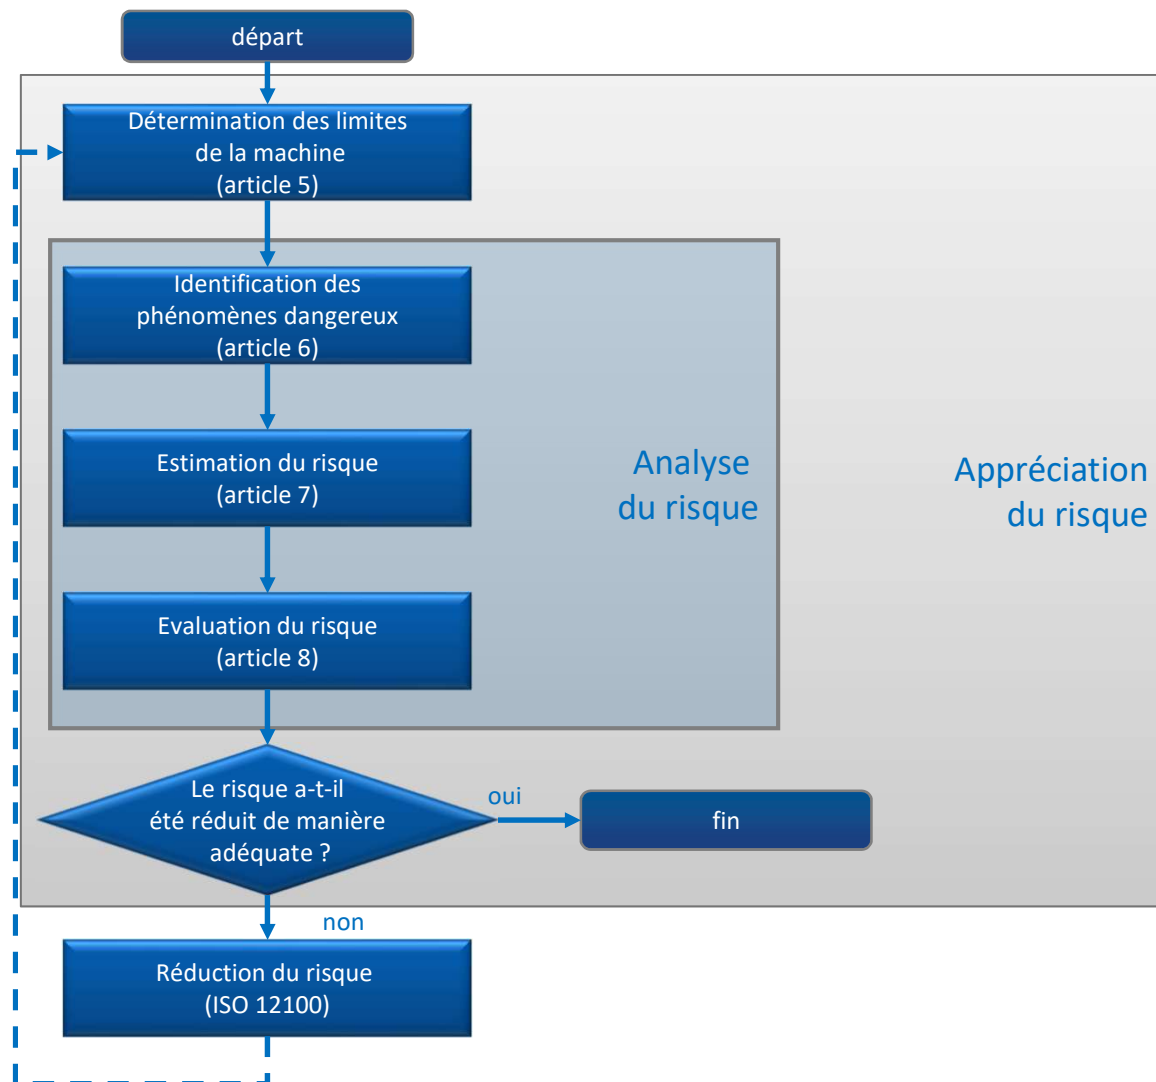 départ
Détermination des limites
de la machine
(article 5)
Identification des
phénomènes dangereux
(article 6)
Estimation du risque
(article 7)
Analyse
du risque
Appréciation
du risque
Evaluation du risque
(article 8)
Le risque a-t-il
été réduit de manière
adéquate ?
oui
fin
non
Réduction du risque
(ISO 12100)